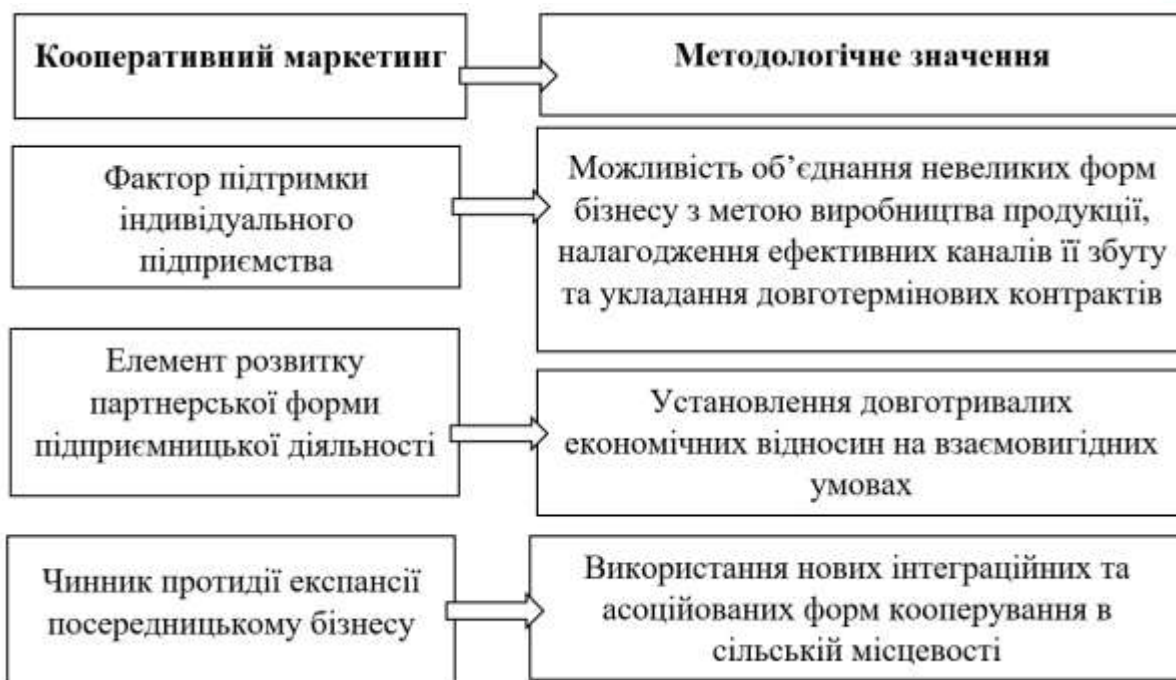 Кооперативний маркетинг
Методологічне значення
Фактор підтримки
індивідуального
підприємства
Можливість об’єднання невеликих форм
бізнесу з метою виробництва продукції,
налагодження ефективних каналів її збуту
та укладання довготермінових контрактів
Елемент розвитку
партнерської форми
підприємницької діяльності
Установлення довготривалих
економічних відносин на взаємовигідних
умовах
Чинник протидії експансії
посередницькому бізнесу
Використання нових інтеграційних та
асоційованих форм кооперування в
сільській місцевості